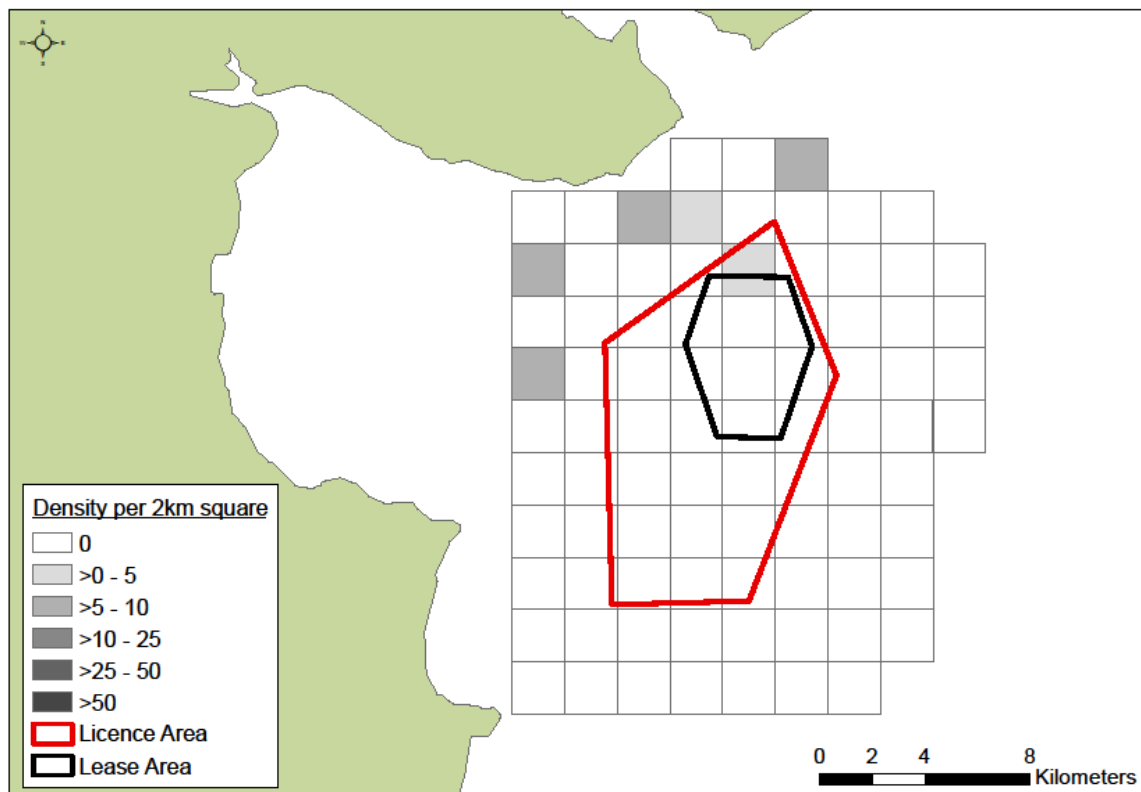 N
W E
S
Density per 2km square
0
>0 - 5
>5 - 10
>10 - 25
>25 - 50
>50
Licence Area
Lease Area
0 2 4 8
Kilometers